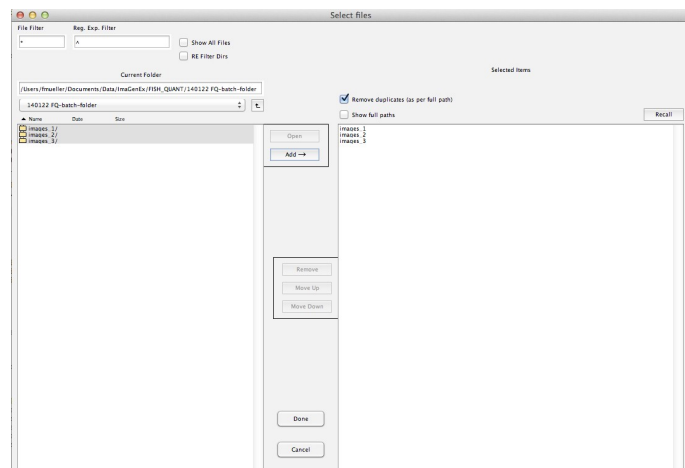 Select files
File Filter
Reg. Exp. Filter
*
^
Show All Files
RE Filter Dirs
Current Folder
Selected Items
/Users/fmueller/Documents/Data/ImaGenEx/FISH_QUANT/140122 FQ-batch-folder
140122 FQ-batch-folder
Remove duplicates (as per full path)
Show full paths
Recall
Name Date Size
images_1/
images_2/
images_3/
Open
Add →
images_1
images_2
images_3
Remove
Move Up
Move Down
Done
Cancel